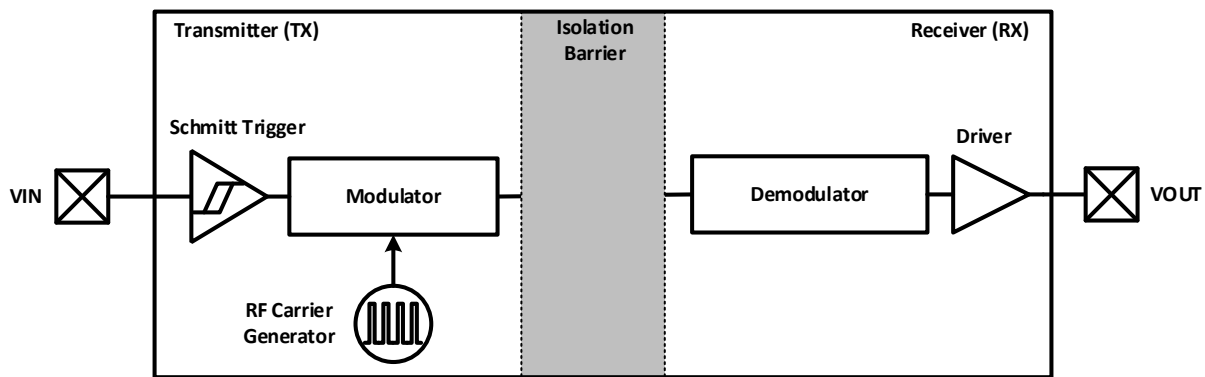 Transmitter (TX)
Isolation
Barrier
Receiver (RX)
Schmitt Trigger
Driver
VIN
Modulator
Demodulator
VOUT
RF Carrier
Generator